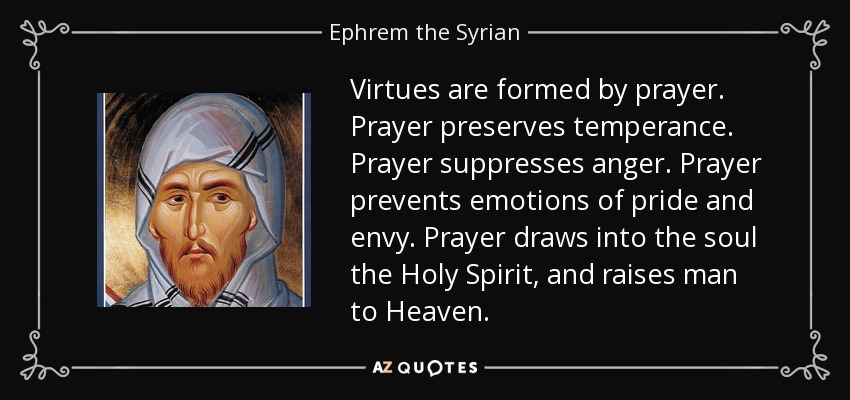 Ephrem the Syrian
Virtues are formed by prayer.
Prayer preserves temperance.
Prayer suppresses anger. Prayer
prevents emotions of pride and
envy. Prayer draws into the soul
the Holy Spirit, and raises man
to Heaven.
AZ QUOTES